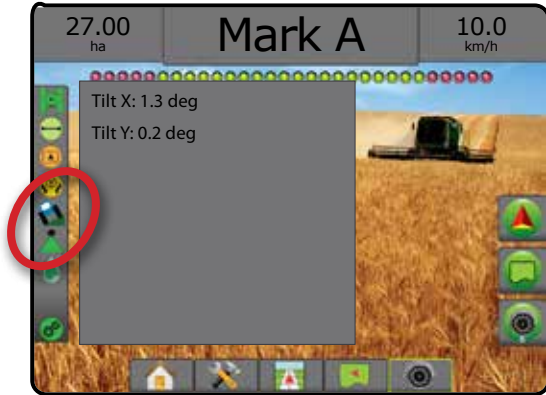 27.00
ha
Mark A
10.0
km/h
Tilt X: 1.3 deg
Tilt Y: 0.2 deg